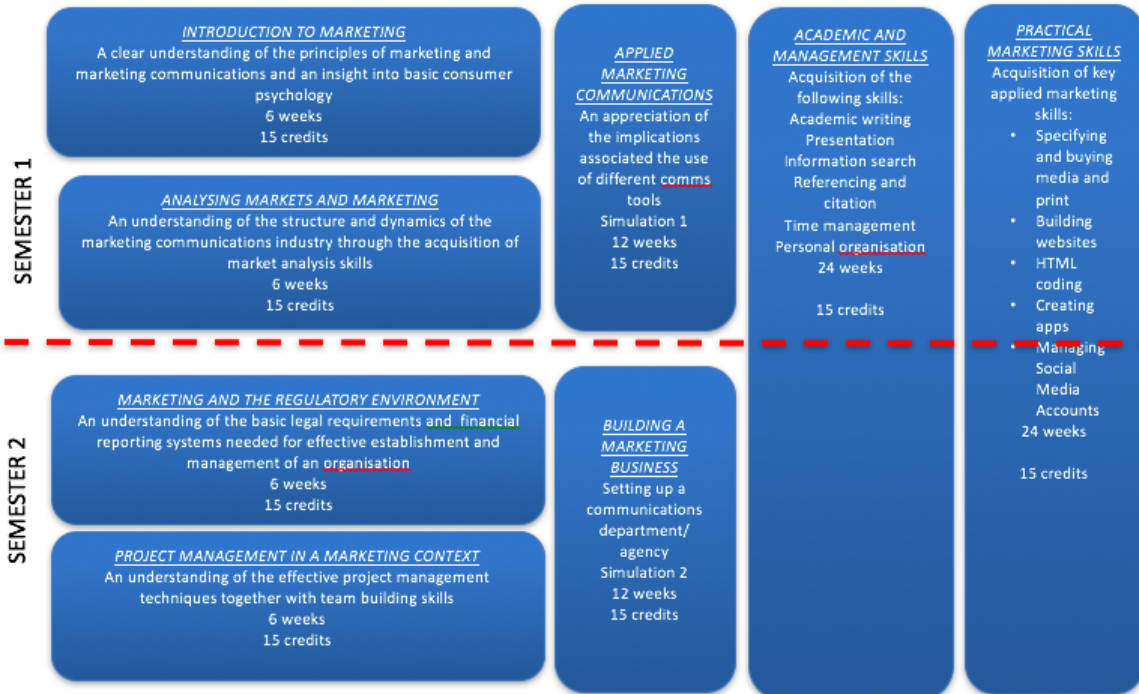 SEMESTER 1
INTRODUCTION TO MARKETING
A clear understanding of the principles of marketing and
marketing communications and an insight into basic consumer
psychology
6 weeks
15 credits
ANALYSING MARKETS AND MARKETING
An understanding of the structure and dynamics of the
marketing communications industry through the acquisition of
market analysis skills
6 weeks
15 credits
APPLIED
MARKETING
COMMUNICATIONS
An appreciation of
the implications
associated the use
of different comms
tools
Simulation 1
12 weeks
15 credits
ACADEMIC AND
MANAGEMENT SKILLS
Acquisition of the
following skills:
Academic writing
Presentation
Information search
Referencing and
citation
Time management
Personal organisation
24 weeks
15 credits
PRACTICAL
MARKETING SKILLS
Acquisition of key
applied marketing
skills:
• Specifying
and buying
media and
print
• Building
websites
• HTML
coding
• Creating
apps
• Managing
Social
Media
Accounts
24 weeks
15 credits
SEMESTER 2
MARKETING AND THE REGULATORY ENVIRONMENT
An understanding of the basic legal requirements and financial
reporting systems needed for effective establishment and
management of an organisation
6 weeks
15 credits
PROJECT MANAGEMENT IN A MARKETING CONTEXT
An understanding of the effective project management
techniques together with team building skills
6 weeks
15 credits
BUILDING A
MARKETING
BUSINESS
Setting up a
communications
department/
agency
Simulation 2
12 weeks
15 credits